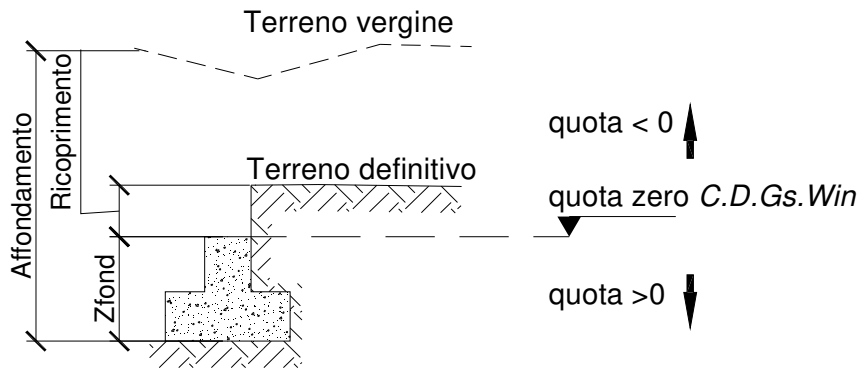 Terreno vergine
Affondamento
Ricoprimento
quota < 0
Terreno definitivo
quota zero C.D.Gs.Win
Zfond
quota >0